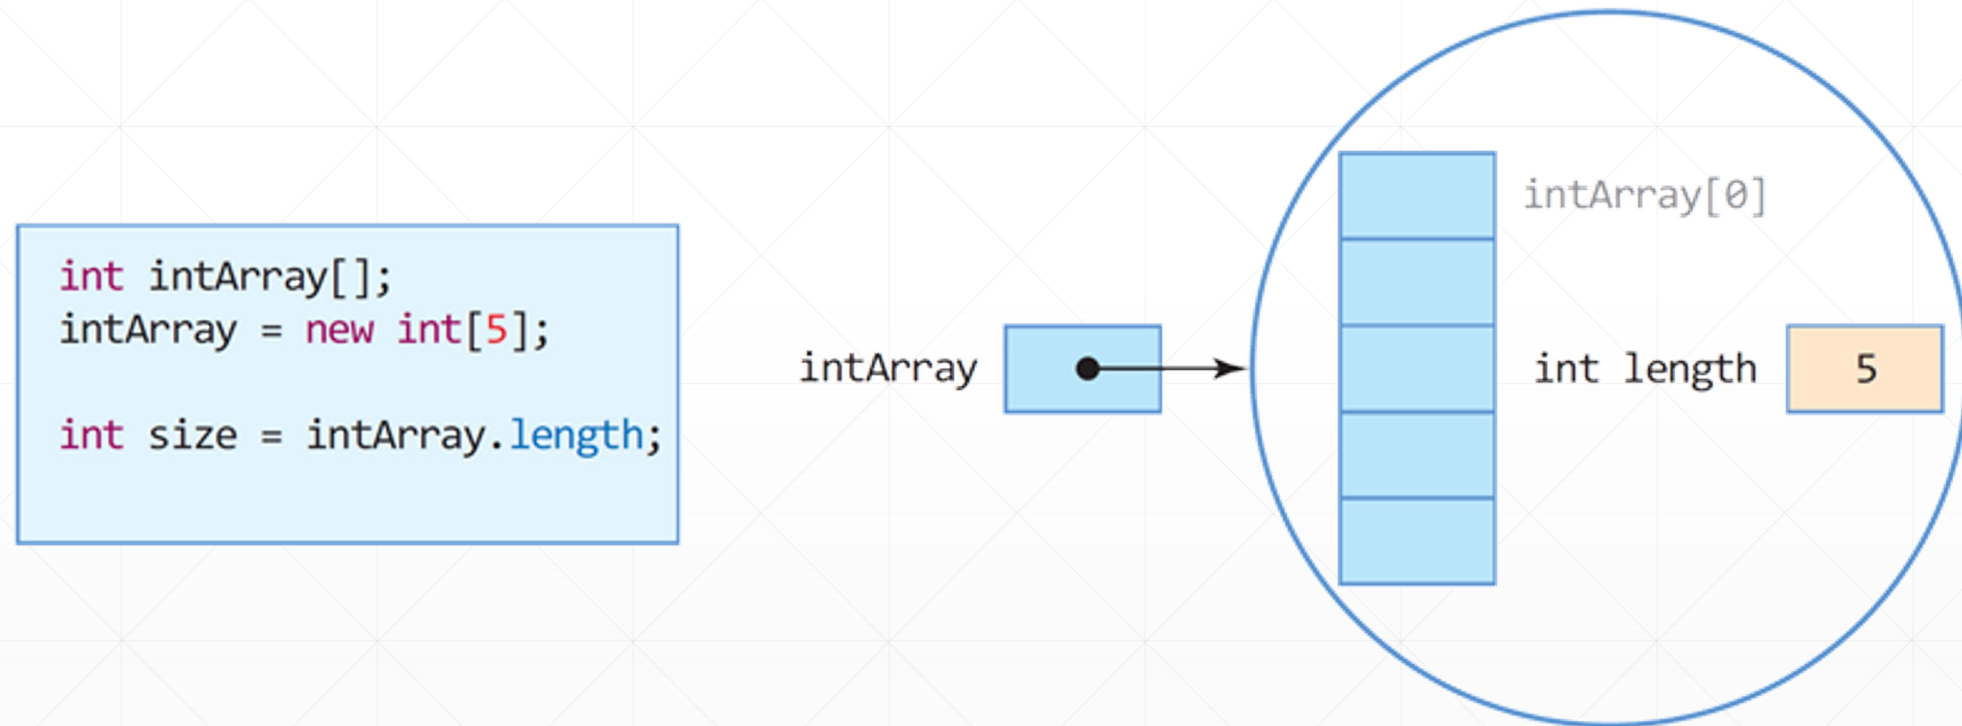 int intArray[];
intArray = new int[5];
int size = intArray.length;
intArray
intArray[0]
int length
5